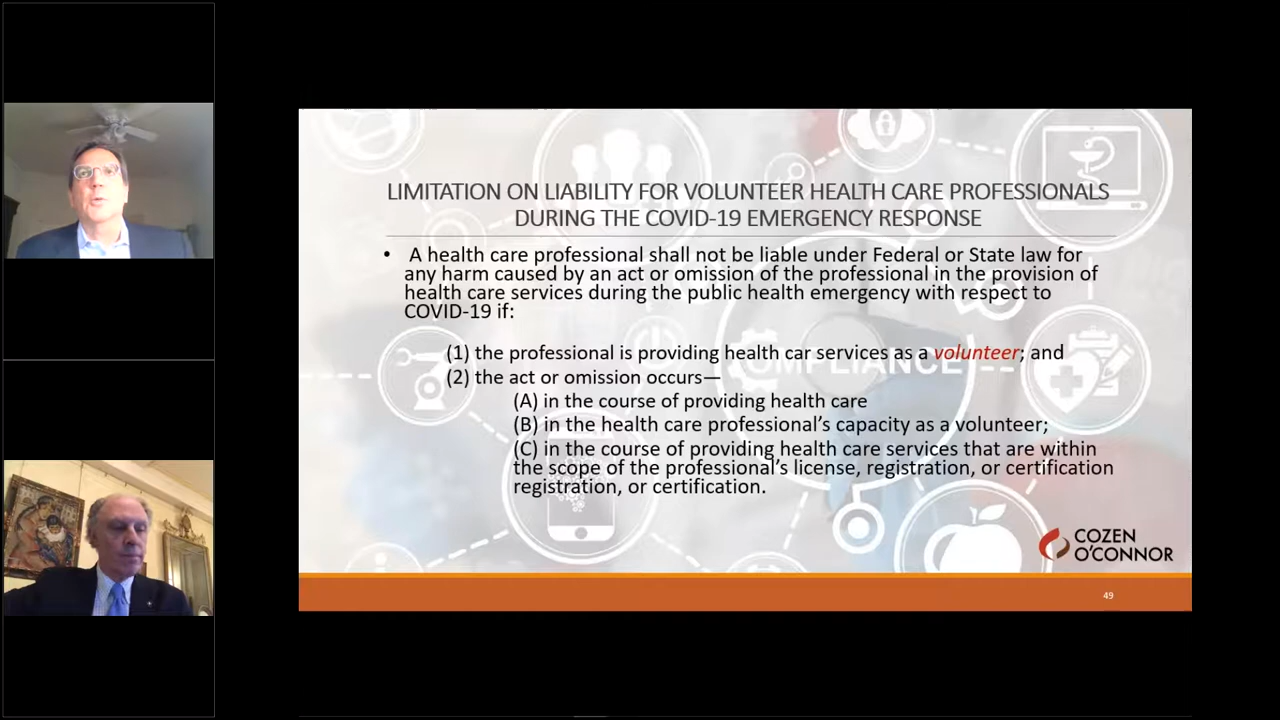 LIMITATION ON LIABILITY FOR VOLUNTEER HEALTH CARE PROFESSIONALS
DURING THE COVID-19 EMERGENCY RESPONSE
• A health care professional shall not be liable under Federal or State law for
any harm caused by an act or omission of the professional in the provision of
health care services during the public health emergency with respect to
COVID-19 if:
(1) the professional is providing health car services as a volunteer; and
(2) the act or omission occurs—
(A) in the course of providing health care
(B) in the health care professional’s capacity as a volunteer;
(C) in the course of providing health care services that are within
the scope of the professional’s license, registration, or certification
registration, or certification.
COMPLIANCE
COZEN
O’CONNOR
49